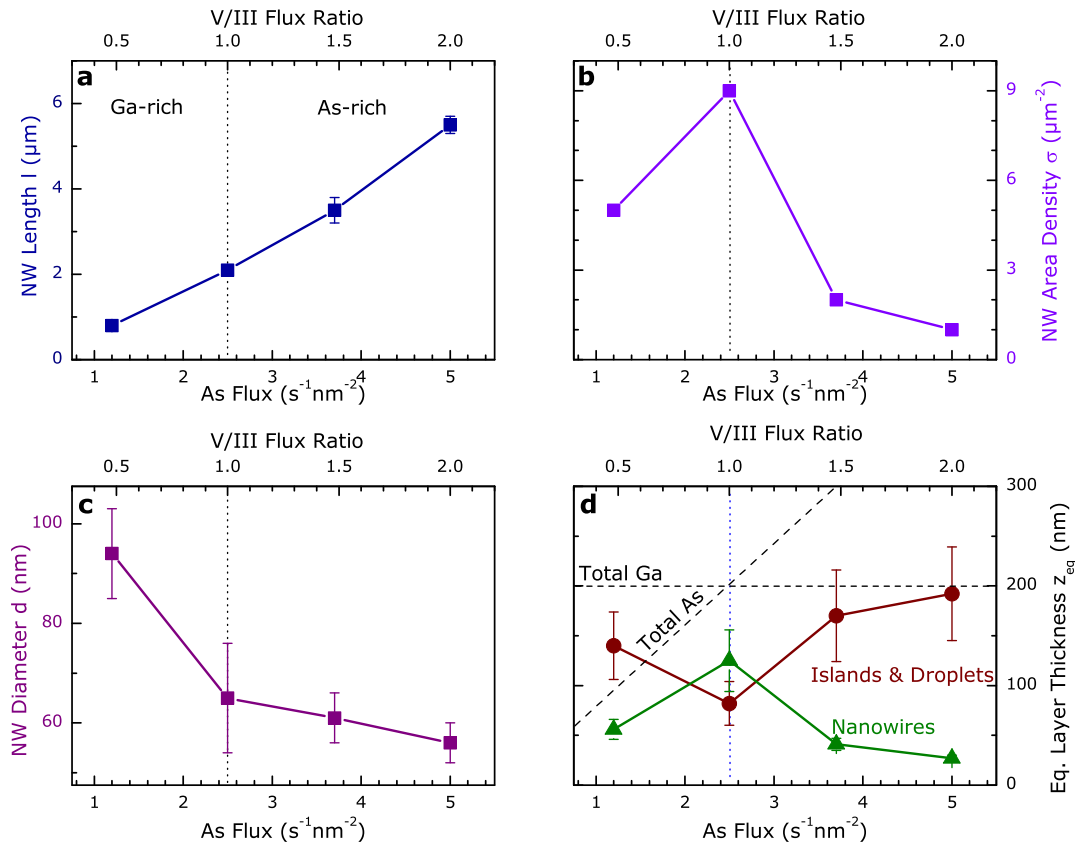 V/III Flux Ratio
0.5 1.0 1.5 2.0
a
Ga-rich
As-rich
NW Length l (µm)
6
4
2
0
1 2 3 4 5
As Flux (s⁻¹nm⁻²)
V/III Flux Ratio
0.5 1.0 1.5 2.0
b
9
6
3
0
NW Area Density σ (µm⁻²)
1 2 3 4 5
As Flux (s⁻¹nm⁻²)
V/III Flux Ratio
0.5 1.0 1.5 2.0
c
NW Diameter d (nm)
100
80
60
1 2 3 4 5
As Flux (s⁻¹nm⁻²)
V/III Flux Ratio
0.5 1.0 1.5 2.0
d
Total Ga
Total As
Islands & Droplets
Nanowires
300
200
100
0
Eq. Layer Thickness z_eq (nm)
1 2 3 4 5
As Flux (s⁻¹nm⁻²)